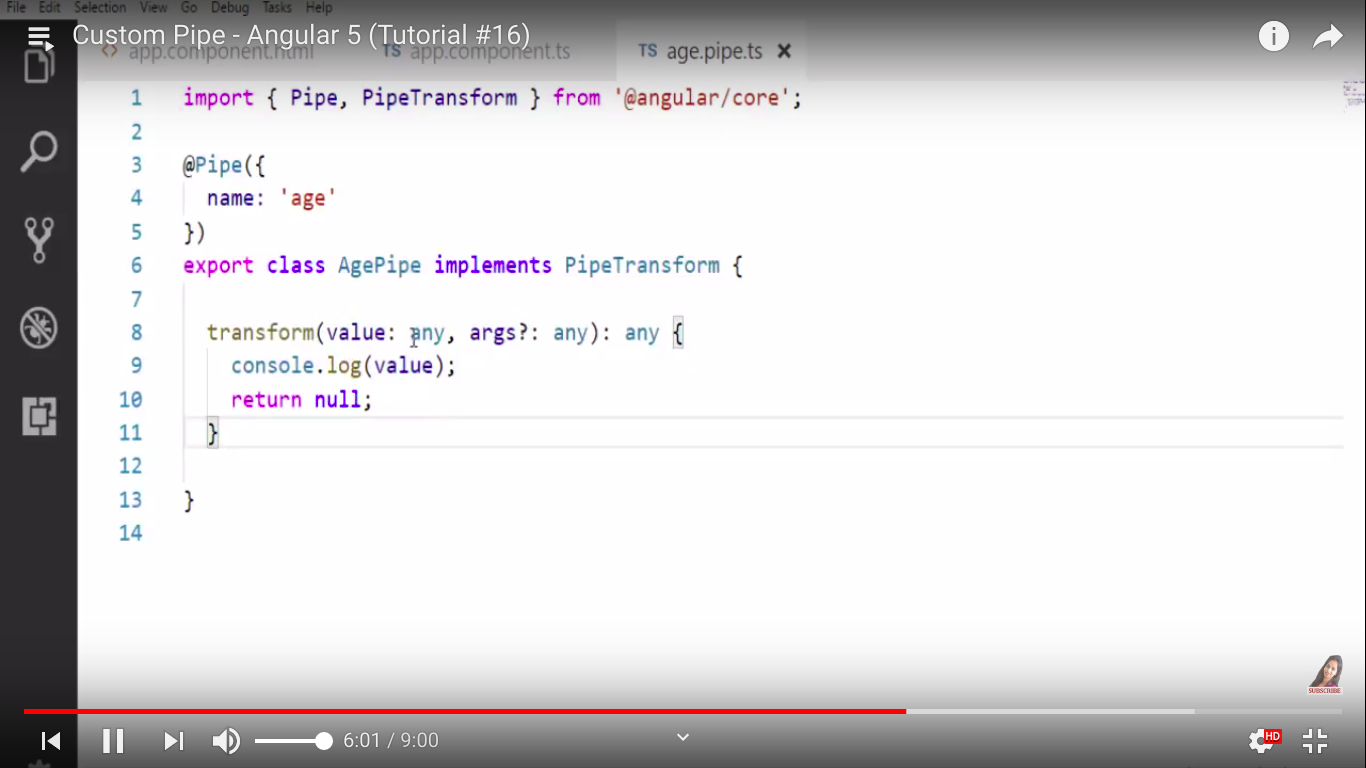 File Edit Selection View Go Debug Tasks Help
Custom Pipe - Angular 5 (Tutorial #16)
<> app.component.html TS app.component.ts TS age.pipe.ts ×
1 import { Pipe, PipeTransform } from '@angular/core';
2
3 @Pipe({
4 name: 'age'
5 })
6 export class AgePipe implements PipeTransform {
7
8 transform(value: any, args?: any): any {
9 console.log(value);
10 return null;
11 }
12
13 }
14
SUBSCRIBE
6:01 / 9:00
HD